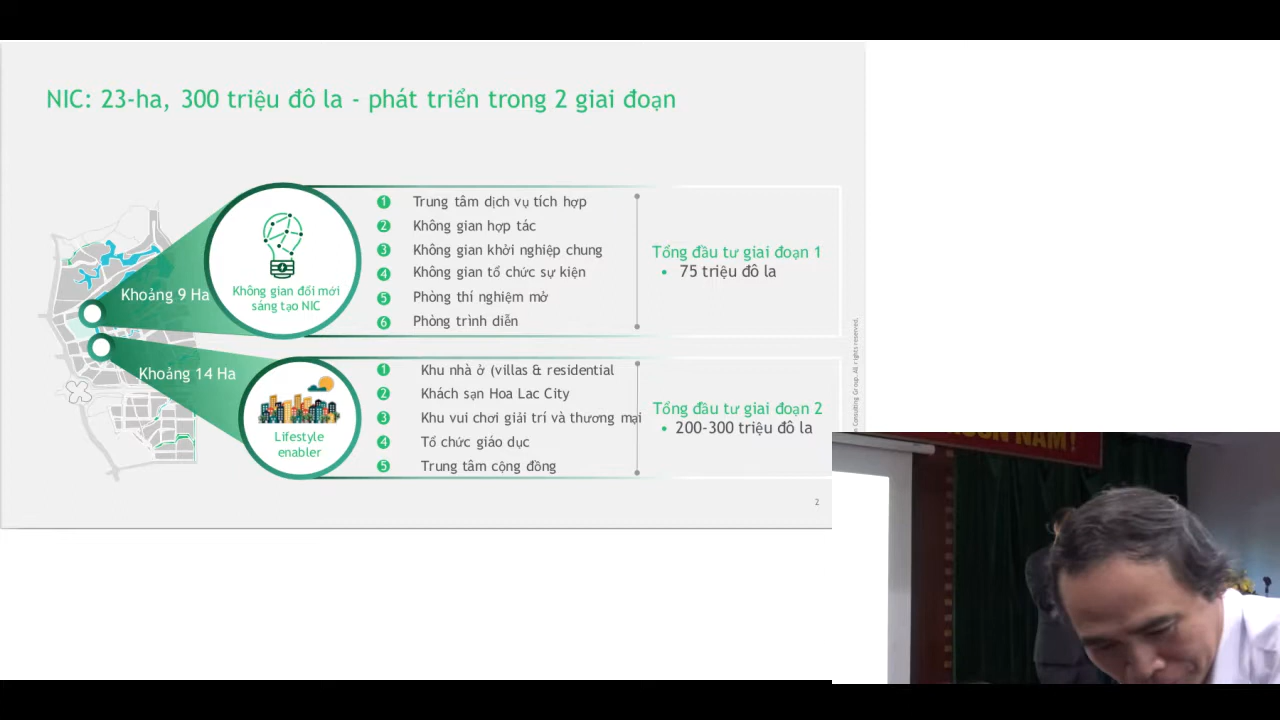 NIC: 23-ha, 300 triệu đô la - phát triển trong 2 giai đoạn
Khoảng 9 Ha
Không gian đổi mới
sáng tạo NIC
1 Trung tâm dịch vụ tích hợp
2 Không gian hợp tác
3 Không gian khởi nghiệp chung
4 Không gian tổ chức sự kiện
5 Phòng thí nghiệm mở
6 Phòng trình diễn
Tổng đầu tư giai đoạn 1
• 75 triệu đô la
Khoảng 14 Ha
Lifestyle
enabler
1 Khu nhà ở (villas & residential
2 Khách sạn Hoa Lac City
3 Khu vui chơi giải trí và thương mại
4 Tổ chức giáo dục
5 Trung tâm cộng đồng
Tổng đầu tư giai đoạn 2
• 200-300 triệu đô la
Consulting Group. All rights reserved.
2
NĂM!